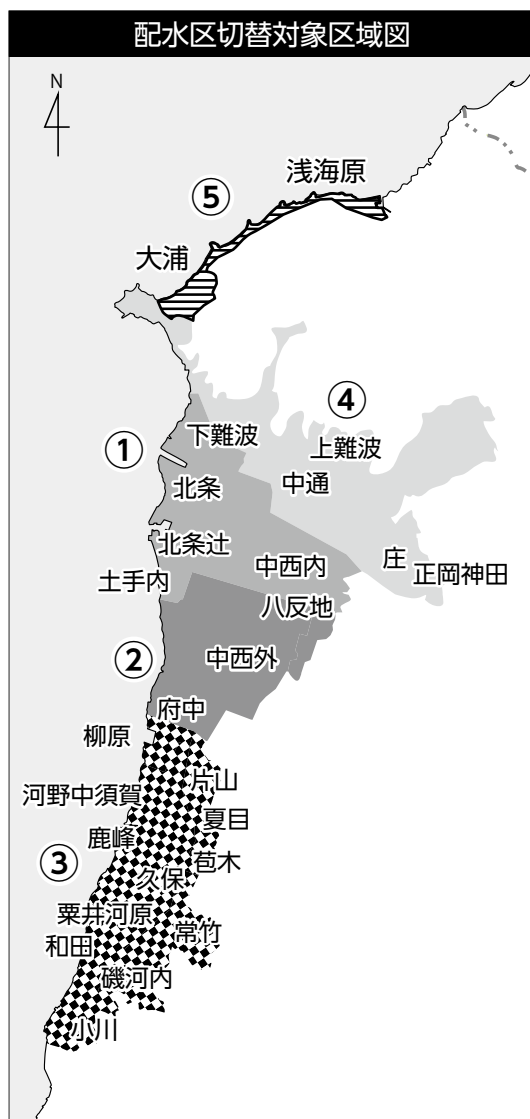 配水区切替対象区域図
N
浅海原
⑤
大浦
④
下難波
上難波
①
中通
北条
北条辻
中西内
庄
正岡神田
土手内
八反地
②
中西外
府中
柳原
片山
河野中須賀
夏目
鹿峰
③
苞木
久保
粟井河原
常竹
和田
磯河内
小川